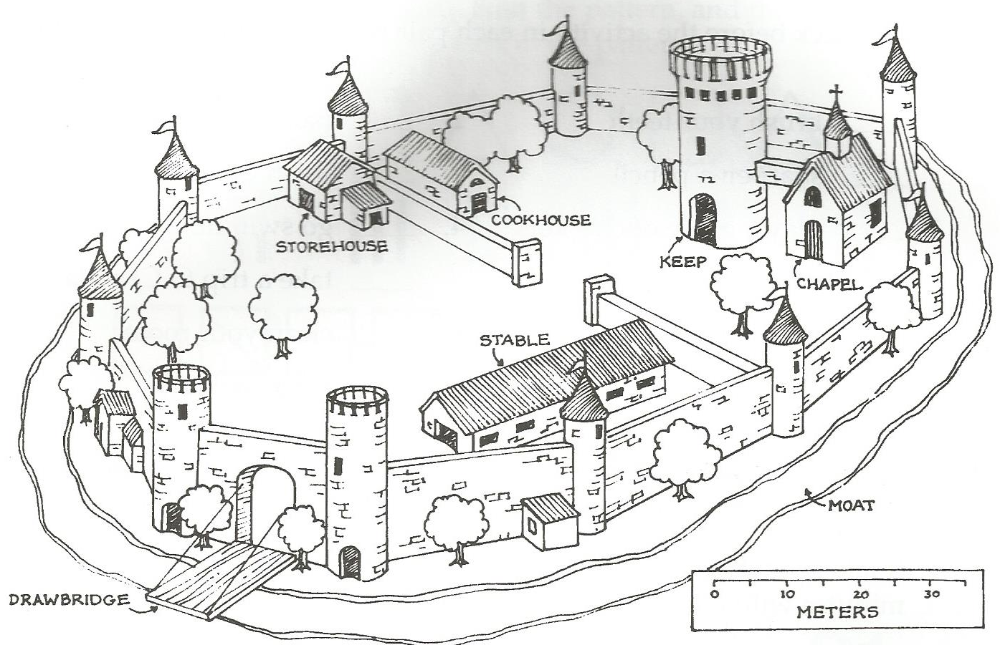 COOKHOUSE
STOREHOUSE
KEEP
CHAPEL
STABLE
MOAT
DRAWBRIDGE
0 10 20 30
METERS